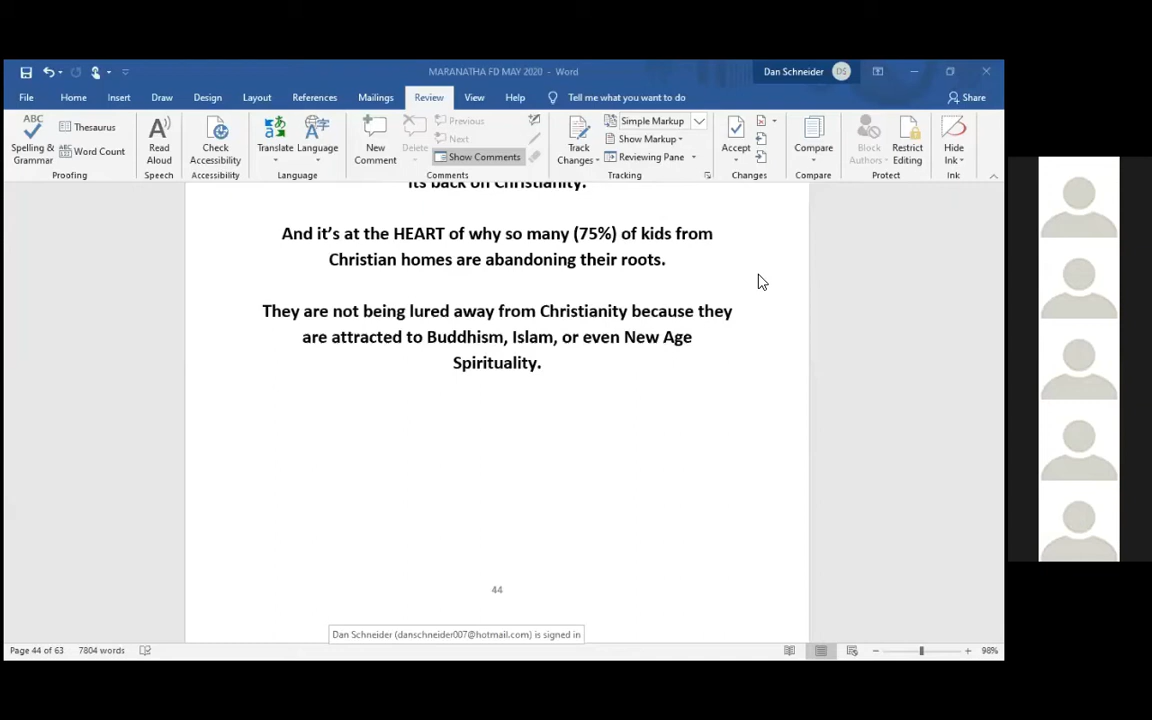 MARANATHA FD MAY 2020 - Word
Dan Schneider DS
File Home Insert Draw Design Layout References Mailings Review View Help Tell me what you want to do Share
ABC Spelling & Grammar
Thesaurus
Word Count
Proofing
Read Aloud
Speech
Check Accessibility
Accessibility
Translate
Language
Language
New Comment
Delete
Previous
Next
Show Comments
Comments
Track Changes
Simple Markup
Show Markup
Reviewing Pane
Tracking
Accept
Changes
Compare
Compare
Block Authors
Restrict Editing
Protect
Hide Ink
Ink
its back on Christianity.
And it’s at the HEART of why so many (75%) of kids from
Christian homes are abandoning their roots.
They are not being lured away from Christianity because they
are attracted to Buddhism, Islam, or even New Age
Spirituality.
44
Dan Schneider (danschneider007@hotmail.com) is signed in
Page 44 of 63 7804 words 98%